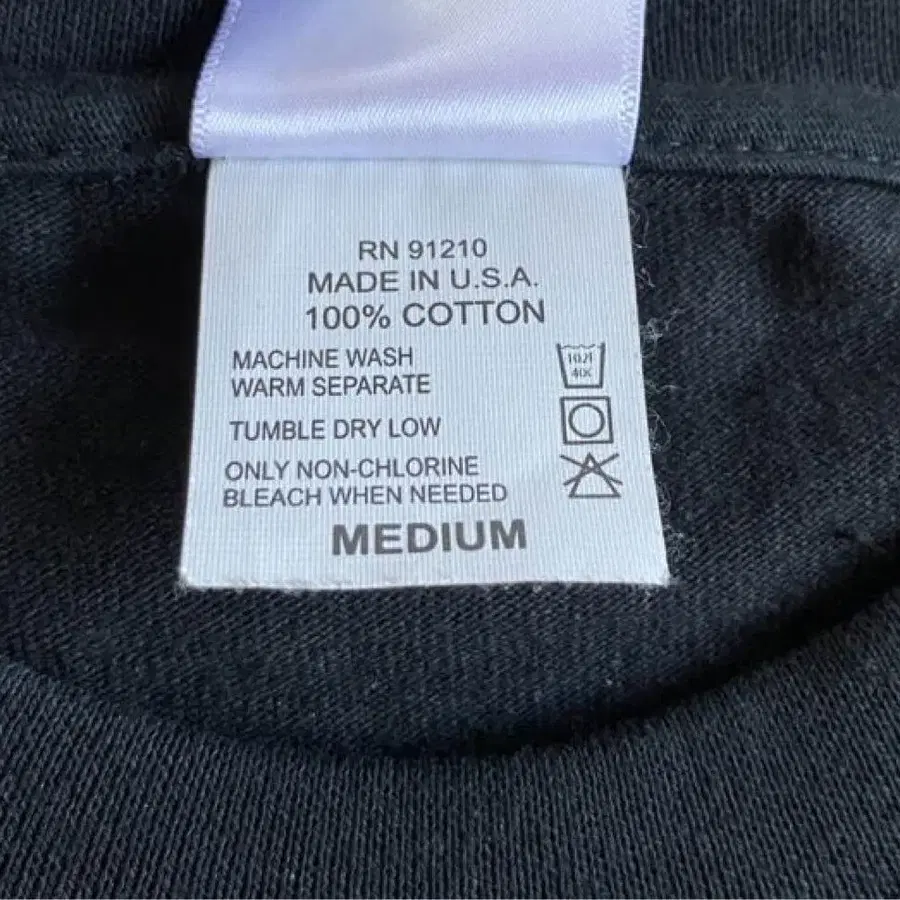 RN 91210
MADE IN U.S.A.
100% COTTON
MACHINE WASH
WARM SEPARATE
TUMBLE DRY LOW
ONLY NON-CHLORINE
BLEACH WHEN NEEDED
MEDIUM